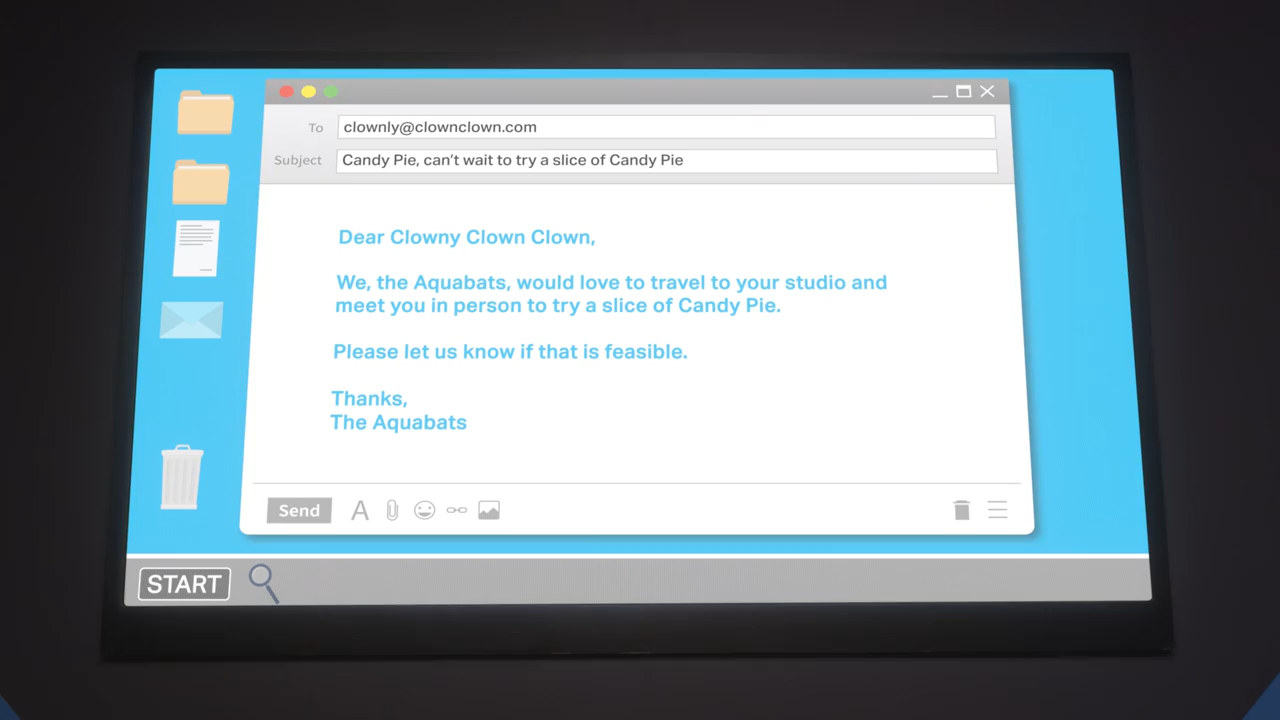 To clownly@clownclown.com
Subject Candy Pie, can't wait to try a slice of Candy Pie
Dear Clowny Clown Clown,
We, the Aquabats, would love to travel to your studio and
meet you in person to try a slice of Candy Pie.
Please let us know if that is feasible.
Thanks,
The Aquabats
Send A
START